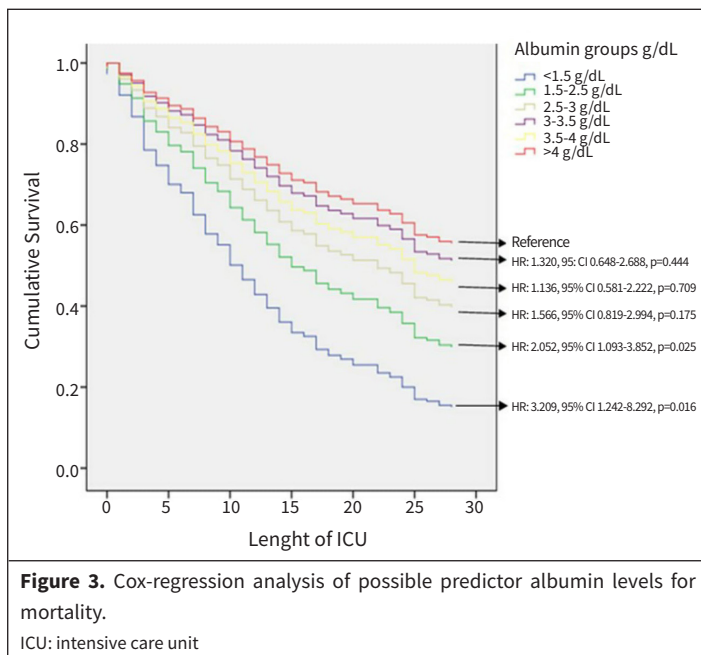 Albumin groups g/dL
<1.5 g/dL
1.5-2.5 g/dL
2.5-3 g/dL
3-3.5 g/dL
3.5-4 g/dL
>4 g/dL
1.0
0.8
0.6
0.4
0.2
0.0
Cumulative Survival
Reference
HR: 1.320, 95: CI 0.648-2.688, p=0.444
HR: 1.136, 95% CI 0.581-2.222, p=0.709
HR: 1.566, 95% CI 0.819-2.994, p=0.175
HR: 2.052, 95% CI 1.093-3.852, p=0.025
HR: 3.209, 95% CI 1.242-8.292, p=0.016
0 5 10 15 20 25 30
Lenght of ICU
Figure 3. Cox-regression analysis of possible predictor albumin levels for
mortality.
ICU: intensive care unit